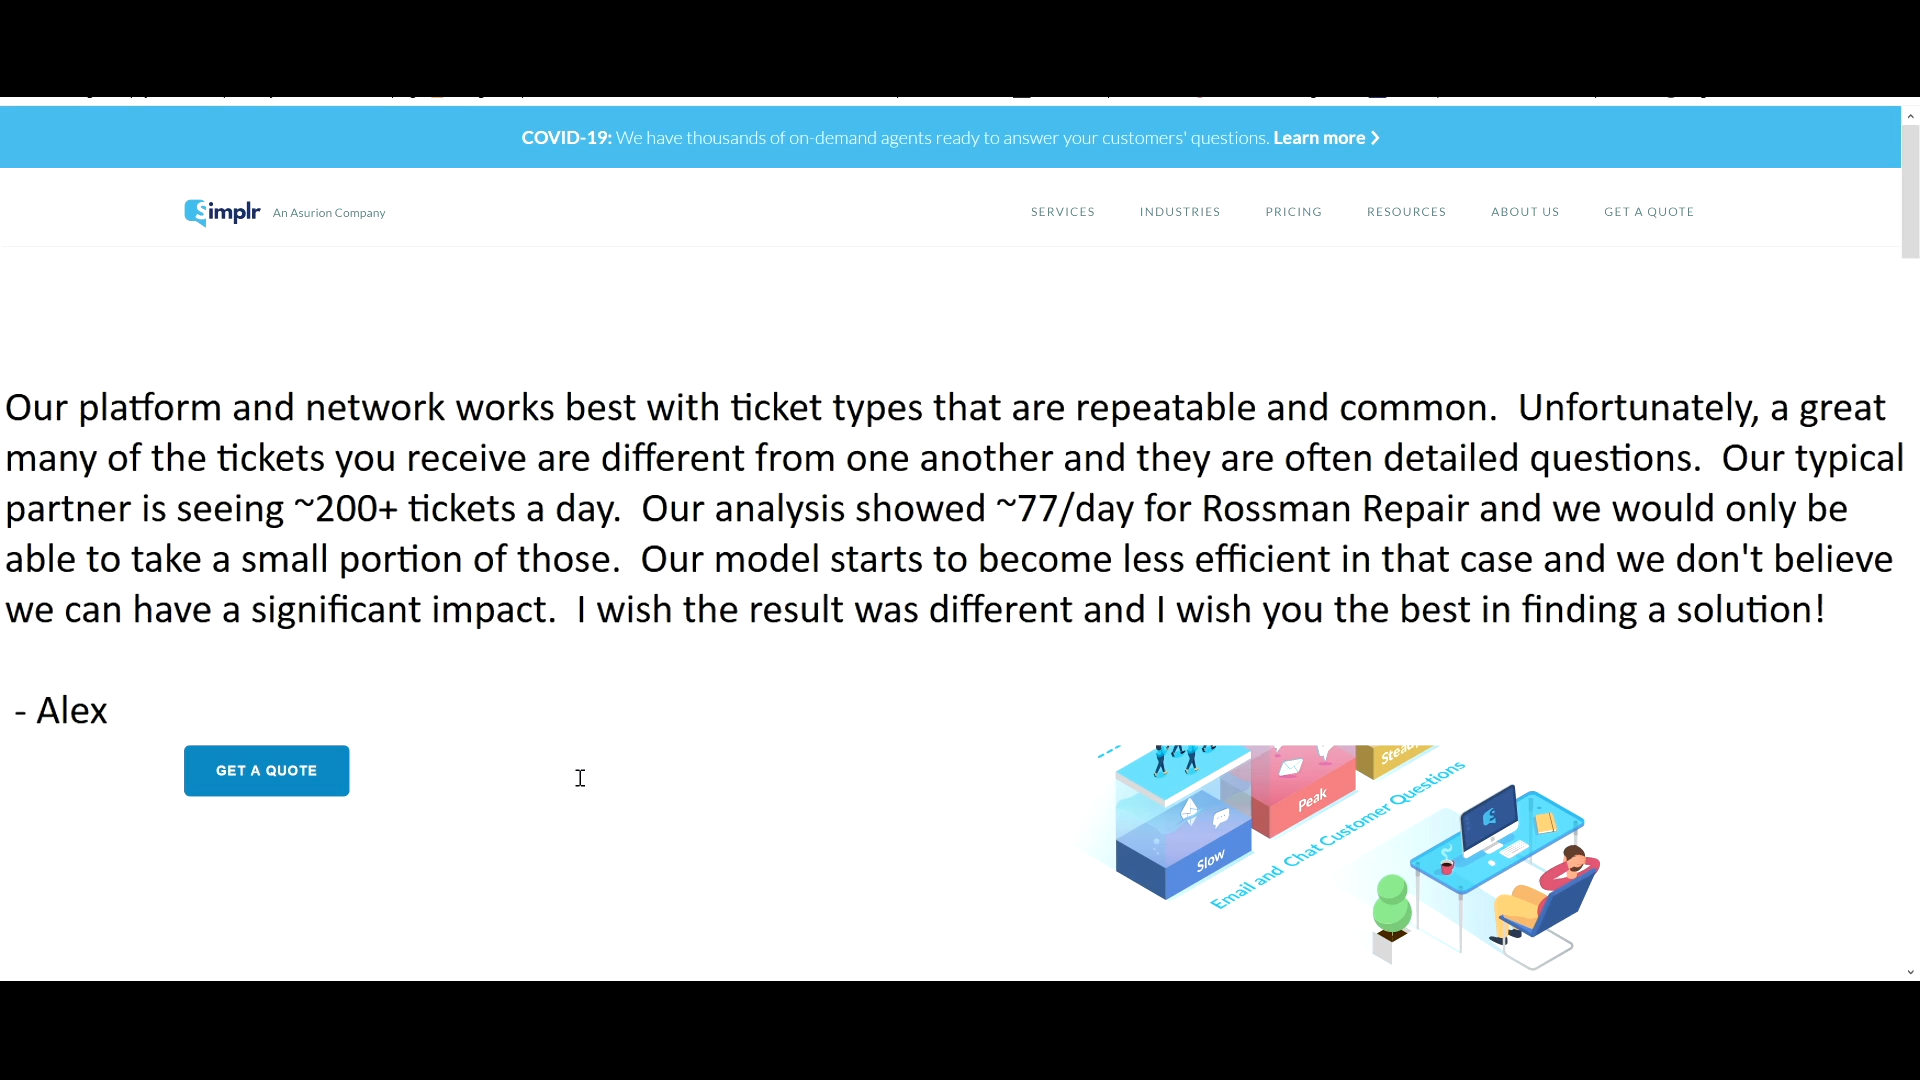 COVID-19: We have thousands of on-demand agents ready to answer your customers' questions. Learn more >
Simplr An Asurion Company
SERVICES INDUSTRIES PRICING RESOURCES ABOUT US GET A QUOTE
Our platform and network works best with ticket types that are repeatable and common. Unfortunately, a great
many of the tickets you receive are different from one another and they are often detailed questions. Our typical
partner is seeing ~200+ tickets a day. Our analysis showed ~77/day for Rossman Repair and we would only be
able to take a small portion of those. Our model starts to become less efficient in that case and we don't believe
we can have a significant impact. I wish the result was different and I wish you the best in finding a solution!
- Alex
GET A QUOTE
Peak
Slow
Email and Chat Customer Questions